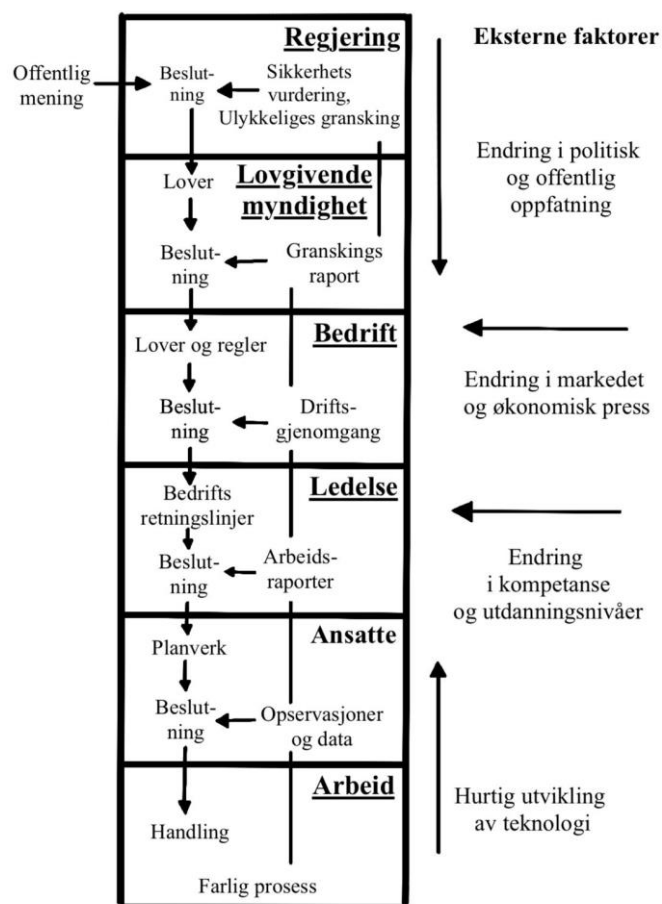 Regjering
Eksterne faktorer
Offentlig
mening
Beslut-
ning
Sikkerhets
vurdering,
Ulykkeliges gransking
Endring i politisk
og offentlig
oppfatning
Lover
Lovgivende
myndighet
Beslut-
ning
Granskings
raport
Bedrift
Lover og regler
Endring i markedet
og økonomisk press
Beslut-
ning
Drifts-
gjenomgang
Ledelse
Bedrifts
retningslinjer
Beslut-
ning
Arbeids-
raporter
Endring
i kompetanse
og utdanningsnivåer
Ansatte
Planverk
Beslut-
ning
Opservasjoner
og data
Arbeid
Handling
Hurtig utvikling
av teknologi
Farlig prosess